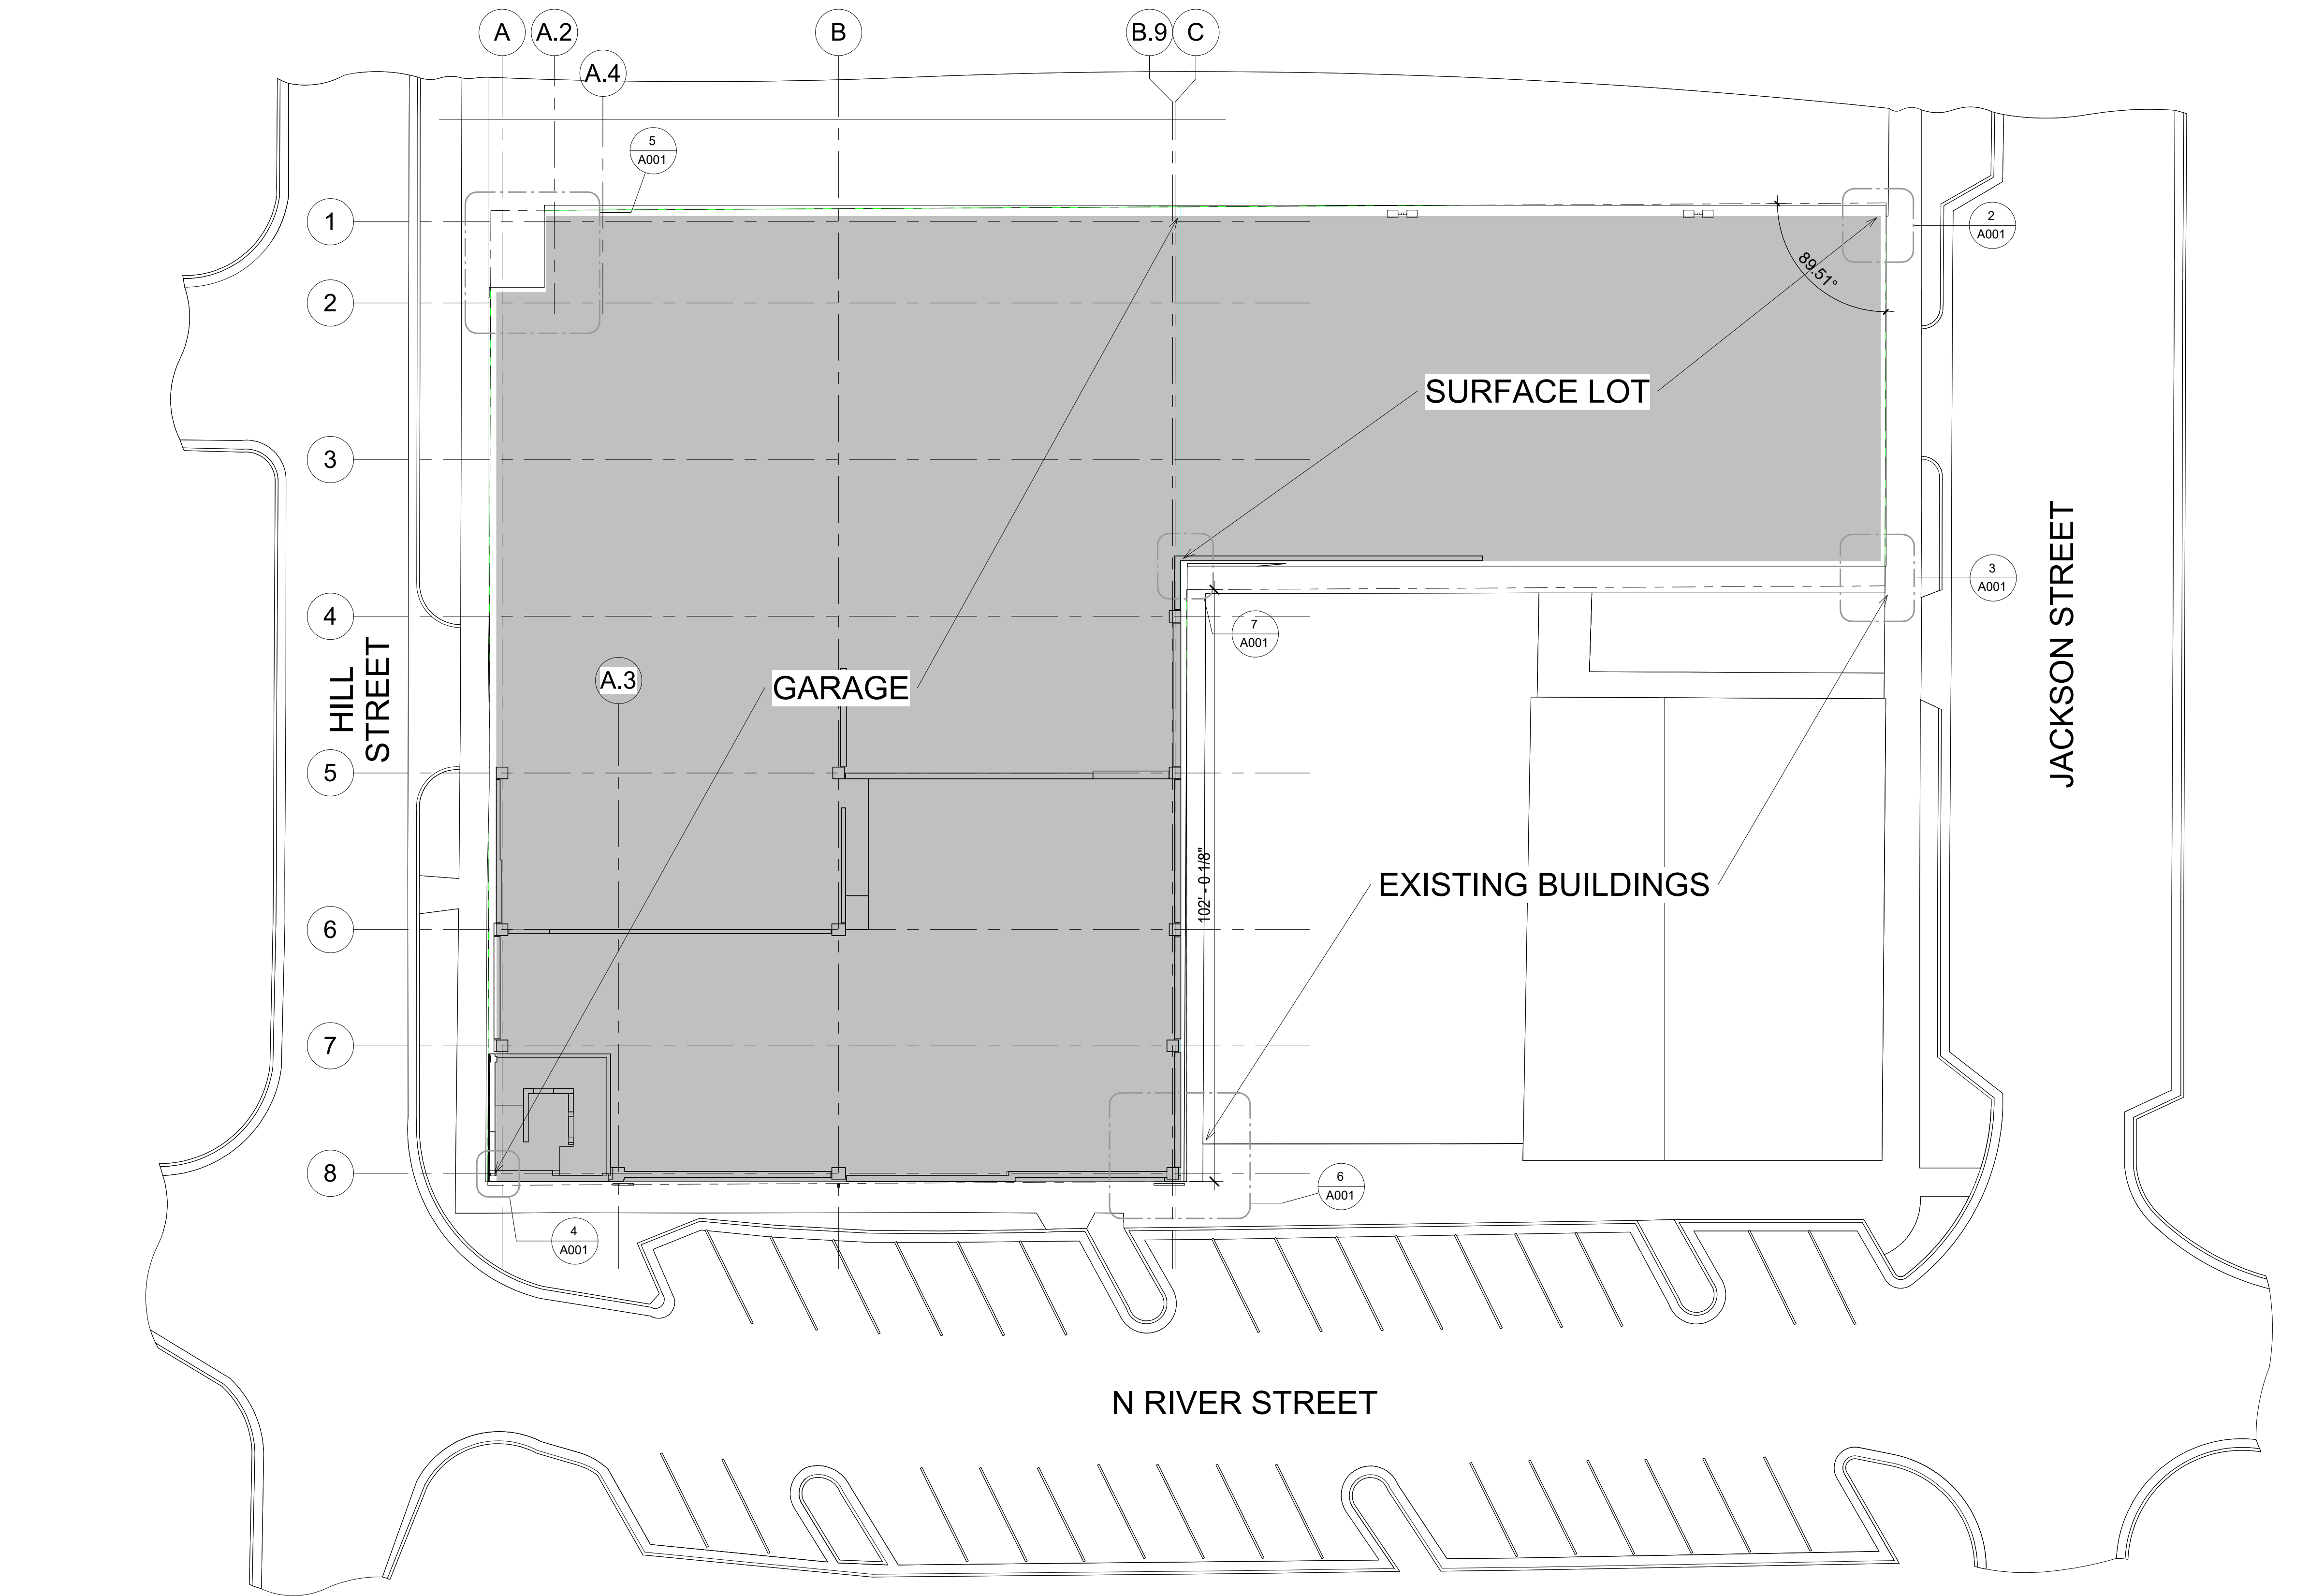 A
A.2
B
B.9
C
A.4
5
A001
1
2
A001
89.51°
2
SURFACE LOT
3
3
A001
4
7
A001
HILL
STREET
JACKSON STREET
A.3
GARAGE
5
102' - 0 1/8"
EXISTING BUILDINGS
6
7
8
6
A001
4
A001
N RIVER STREET